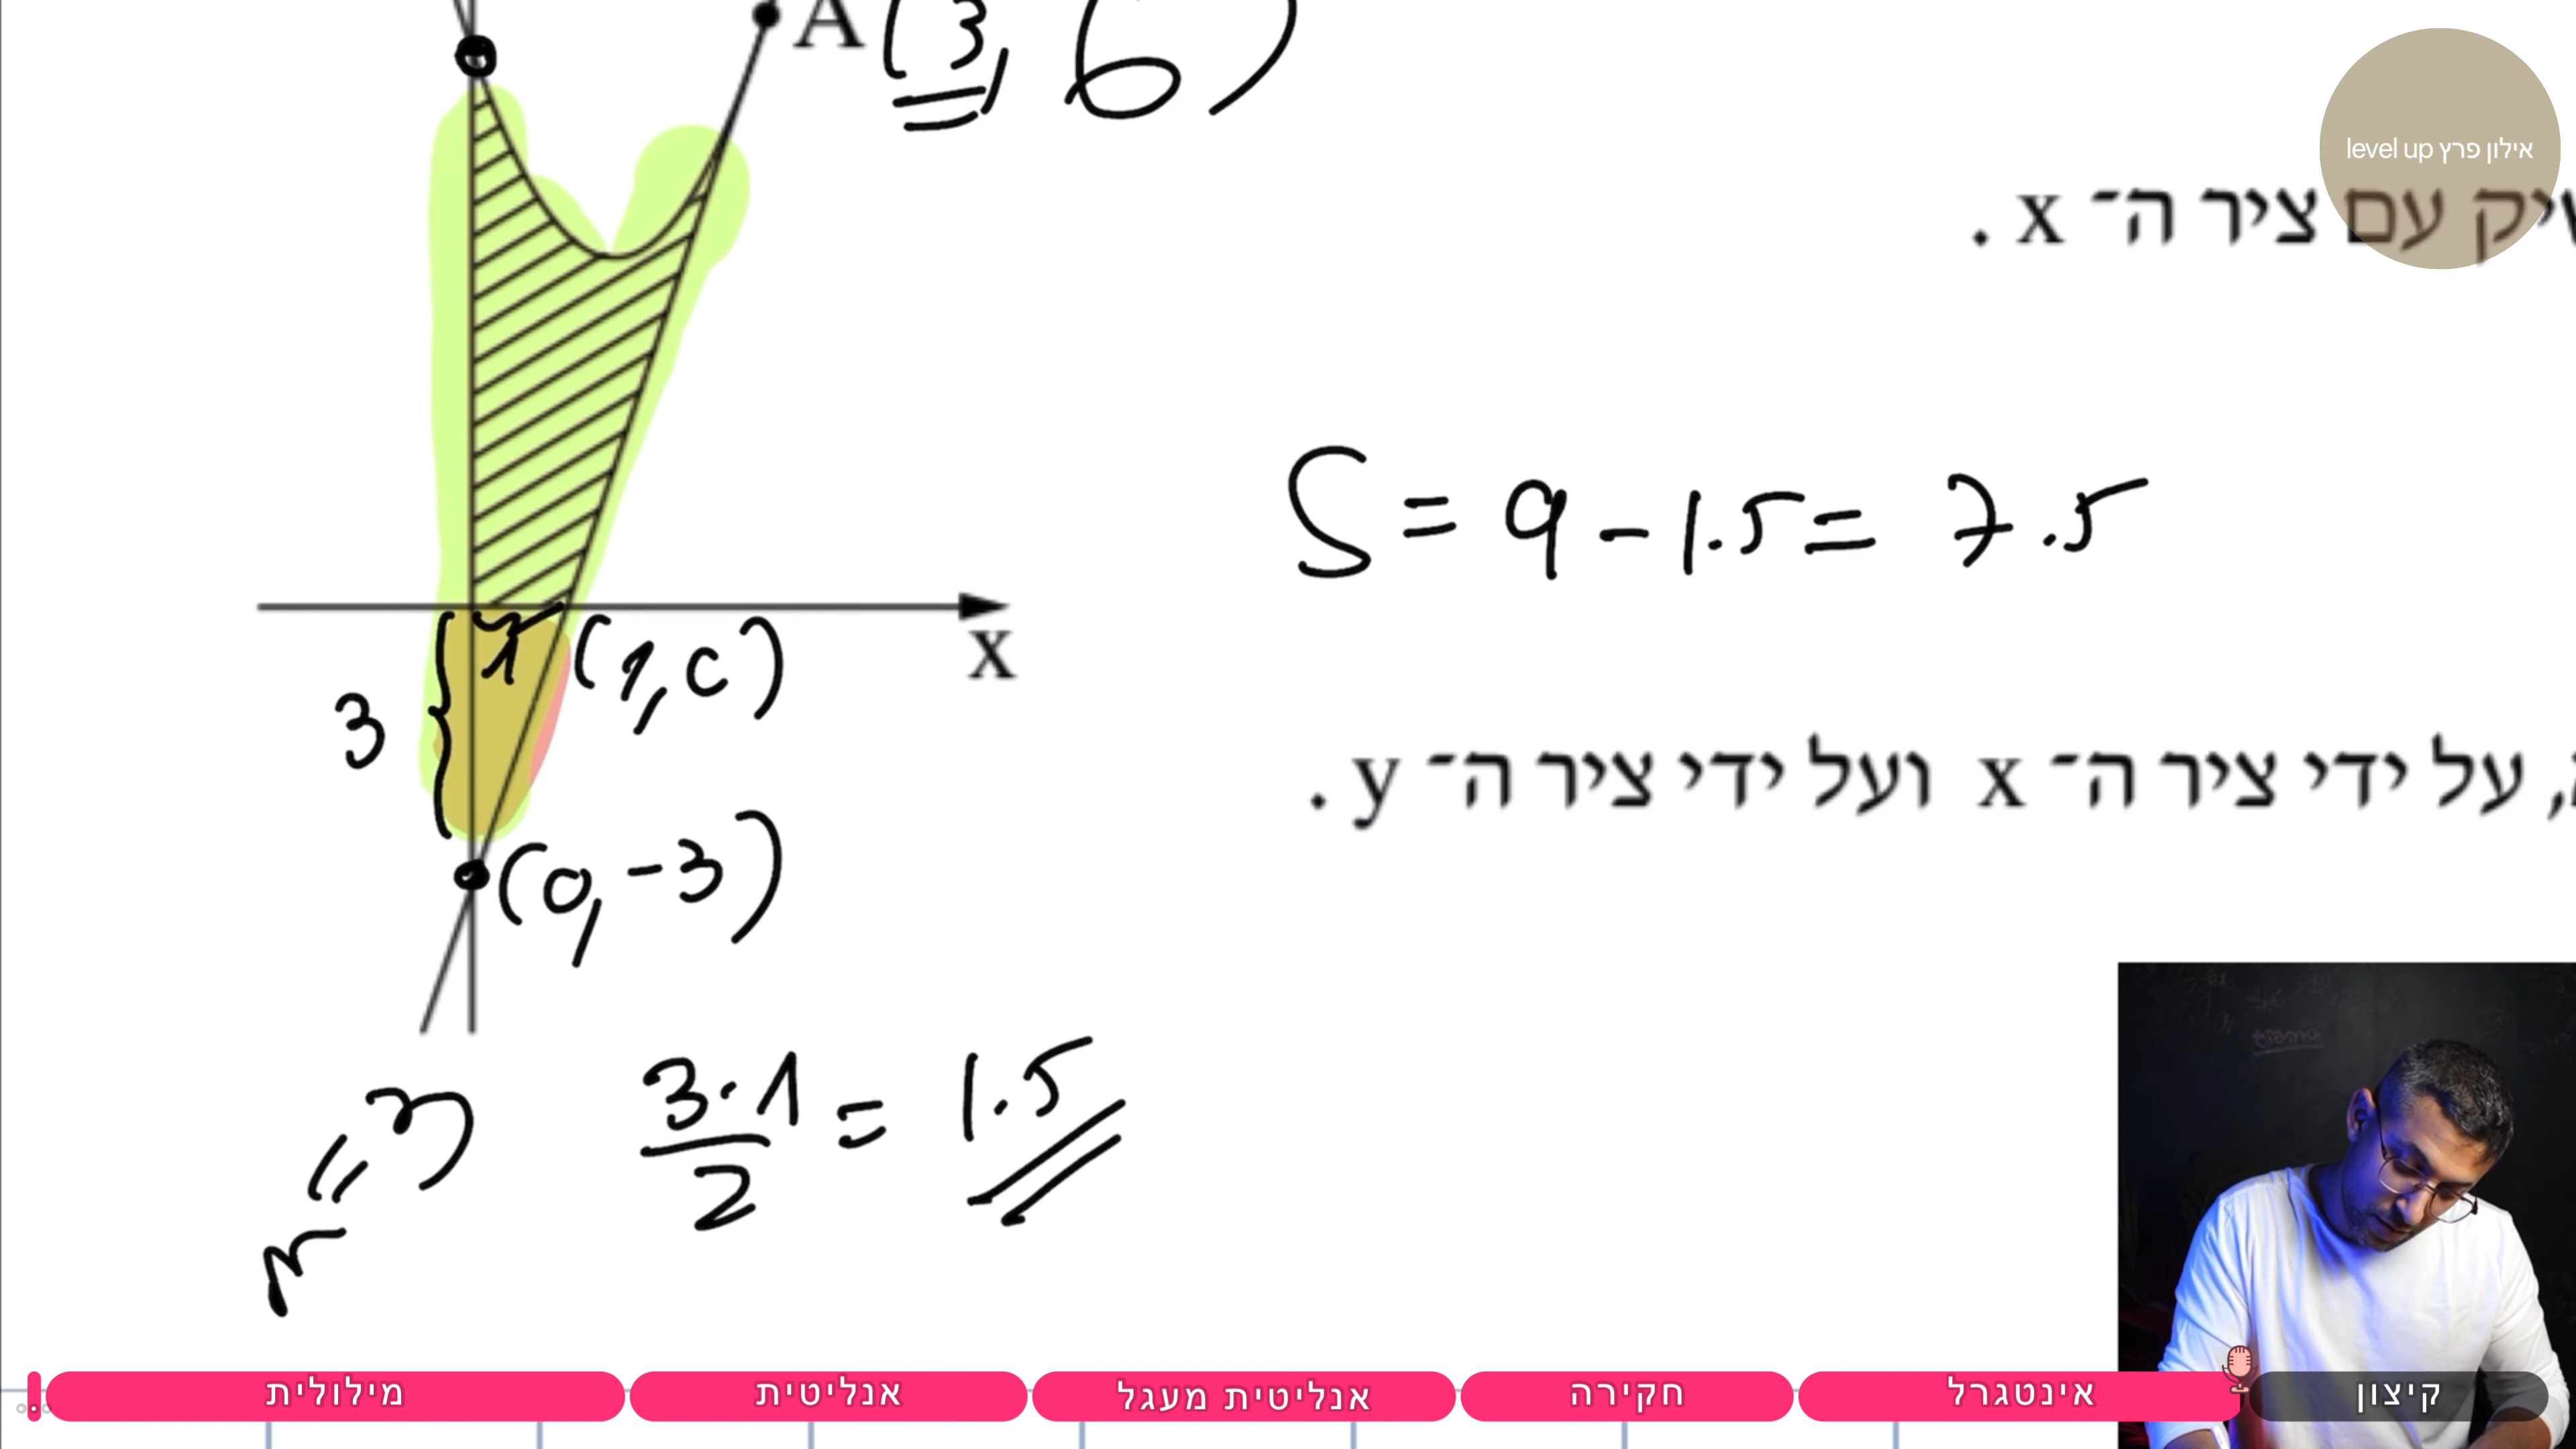 A (3, 6)
level up אילון פרץ
עם ציר ה־ x .
S = 9 - 1.5 = 7.5
x
1
(1, 0)
3
על ידי ציר ה־ x ועל ידי ציר ה־ y .
(0, -3)
3·1/2 = 1.5
מילולית
אנליטית
אנליטית מעגל
חקירה
אינטגרל
קיצון